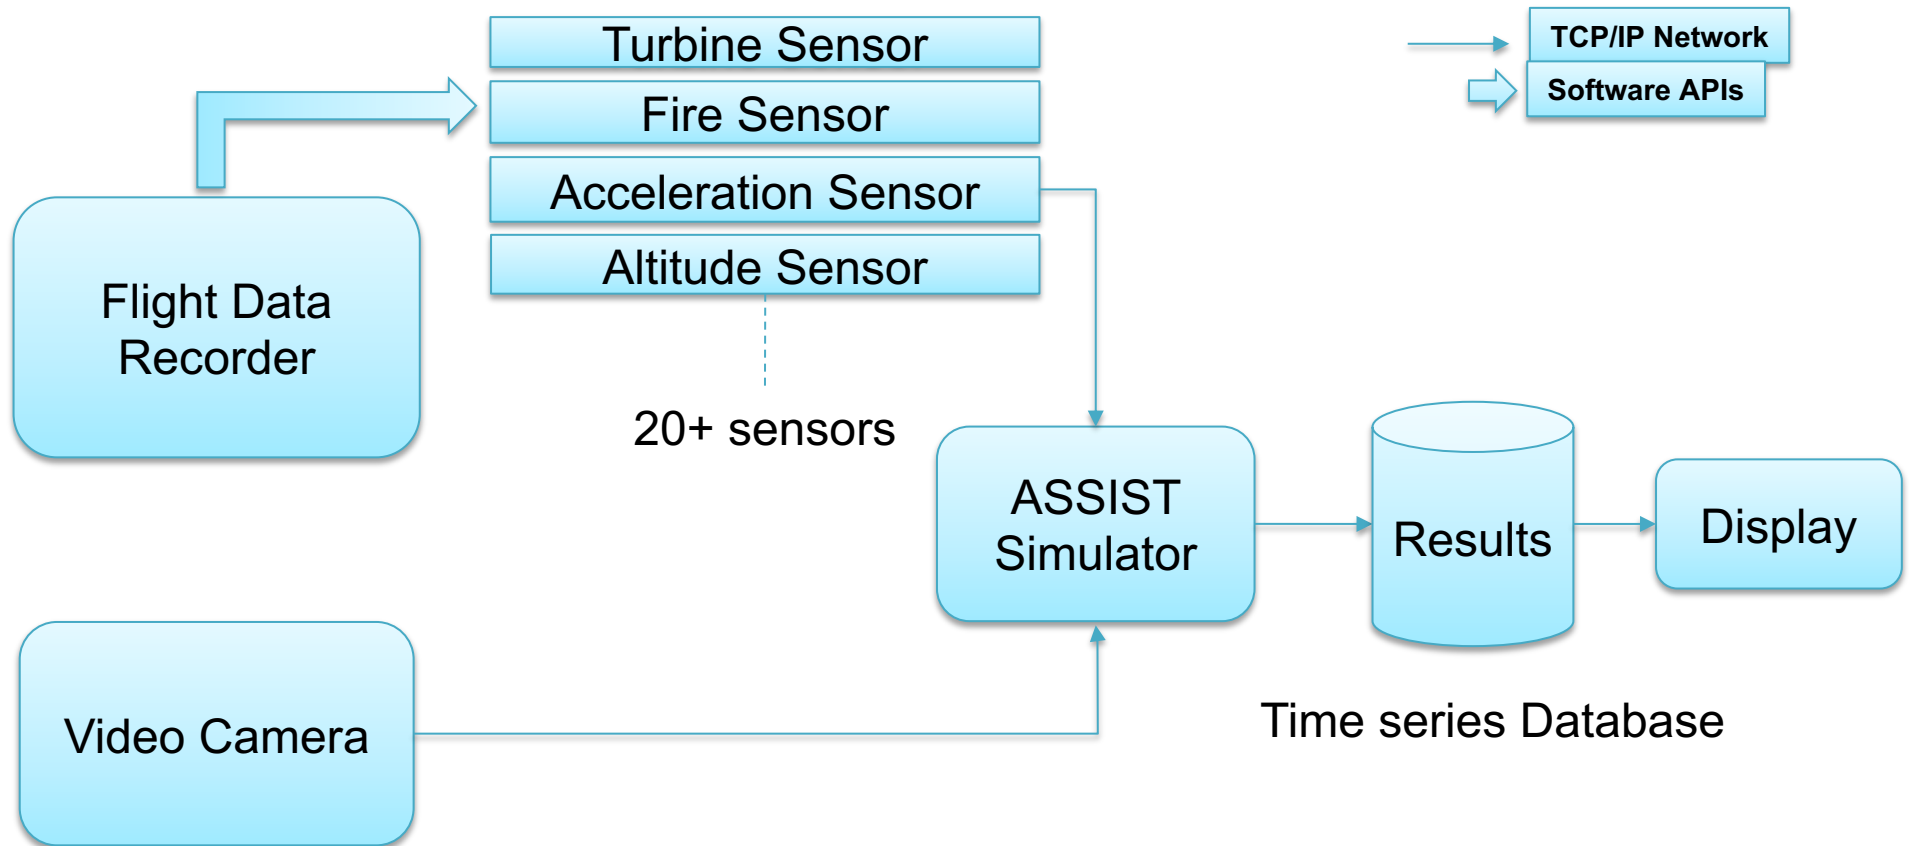 Turbine Sensor
Fire Sensor
Acceleration Sensor
Altitude Sensor
20+ sensors
TCP/IP Network
Software APIs
Flight Data
Recorder
ASSIST
Simulator
Results
Display
Video Camera
Time series Database